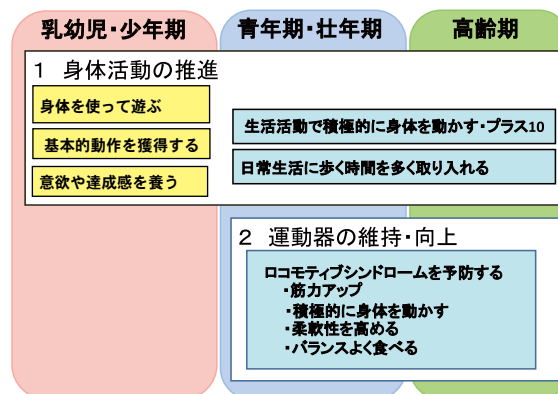 乳幼児・少年期
青年期・壮年期
高齢期
1 身体活動の推進
身体を使って遊ぶ
基本的動作を獲得する
意欲や達成感を養う
生活活動で積極的に身体を動かす・プラス10
日常生活に歩く時間を多く取り入れる
2 運動器の維持・向上
ロコモティブシンドロームを予防する
・筋力アップ
・積極的に身体を動かす
・柔軟性を高める
・バランスよく食べる